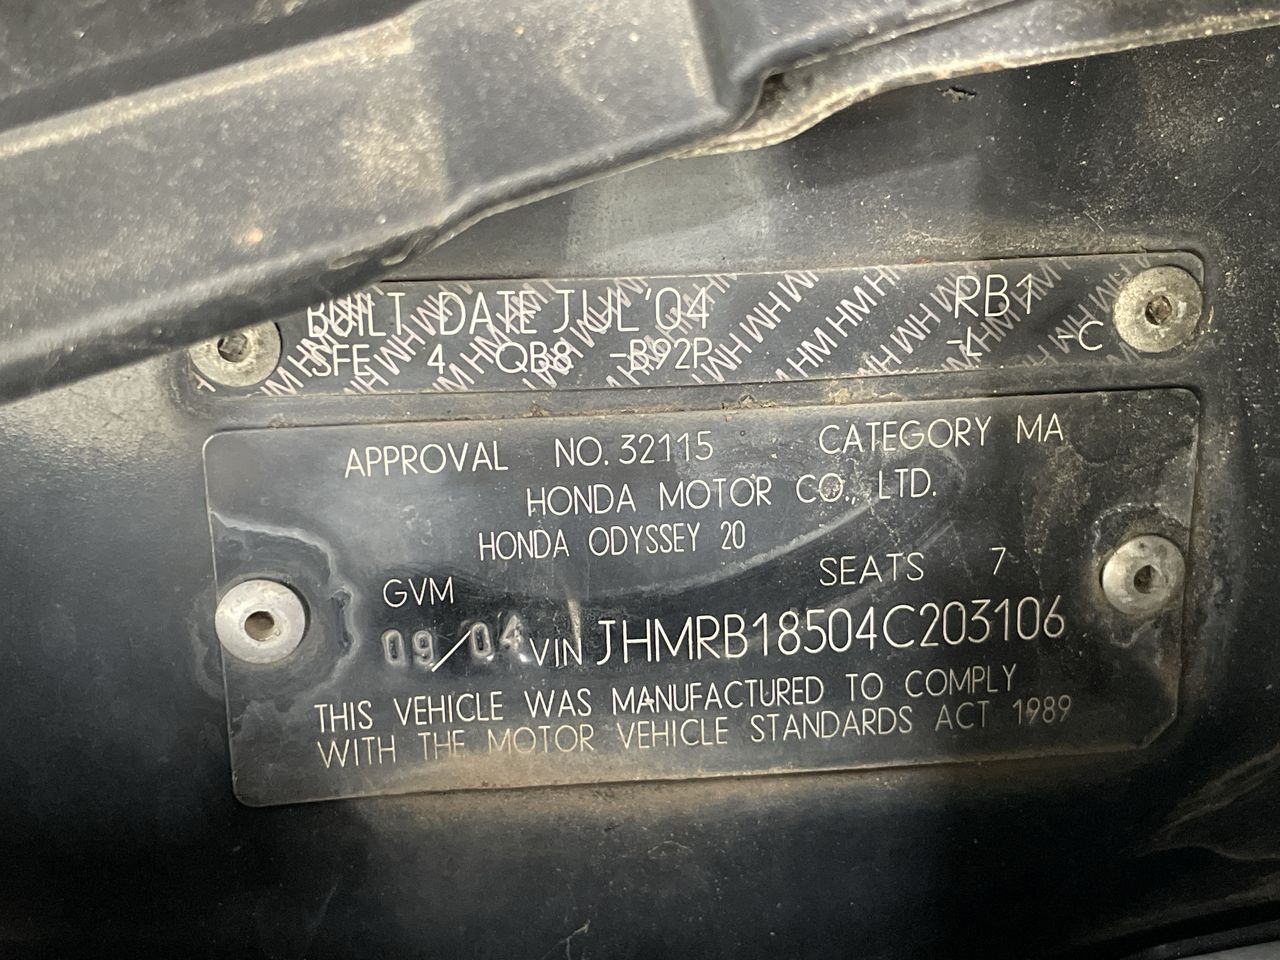 BUILT DATE JUL '04 RB1
SFE 4 QB8 -B92P -L -C
APPROVAL NO. 32115 CATEGORY MA
HONDA MOTOR CO., LTD.
HONDA ODYSSEY 20
GVM SEATS 7
09/04 VIN JHMRB18504C203106
THIS VEHICLE WAS MANUFACTURED TO COMPLY
WITH THE MOTOR VEHICLE STANDARDS ACT 1989